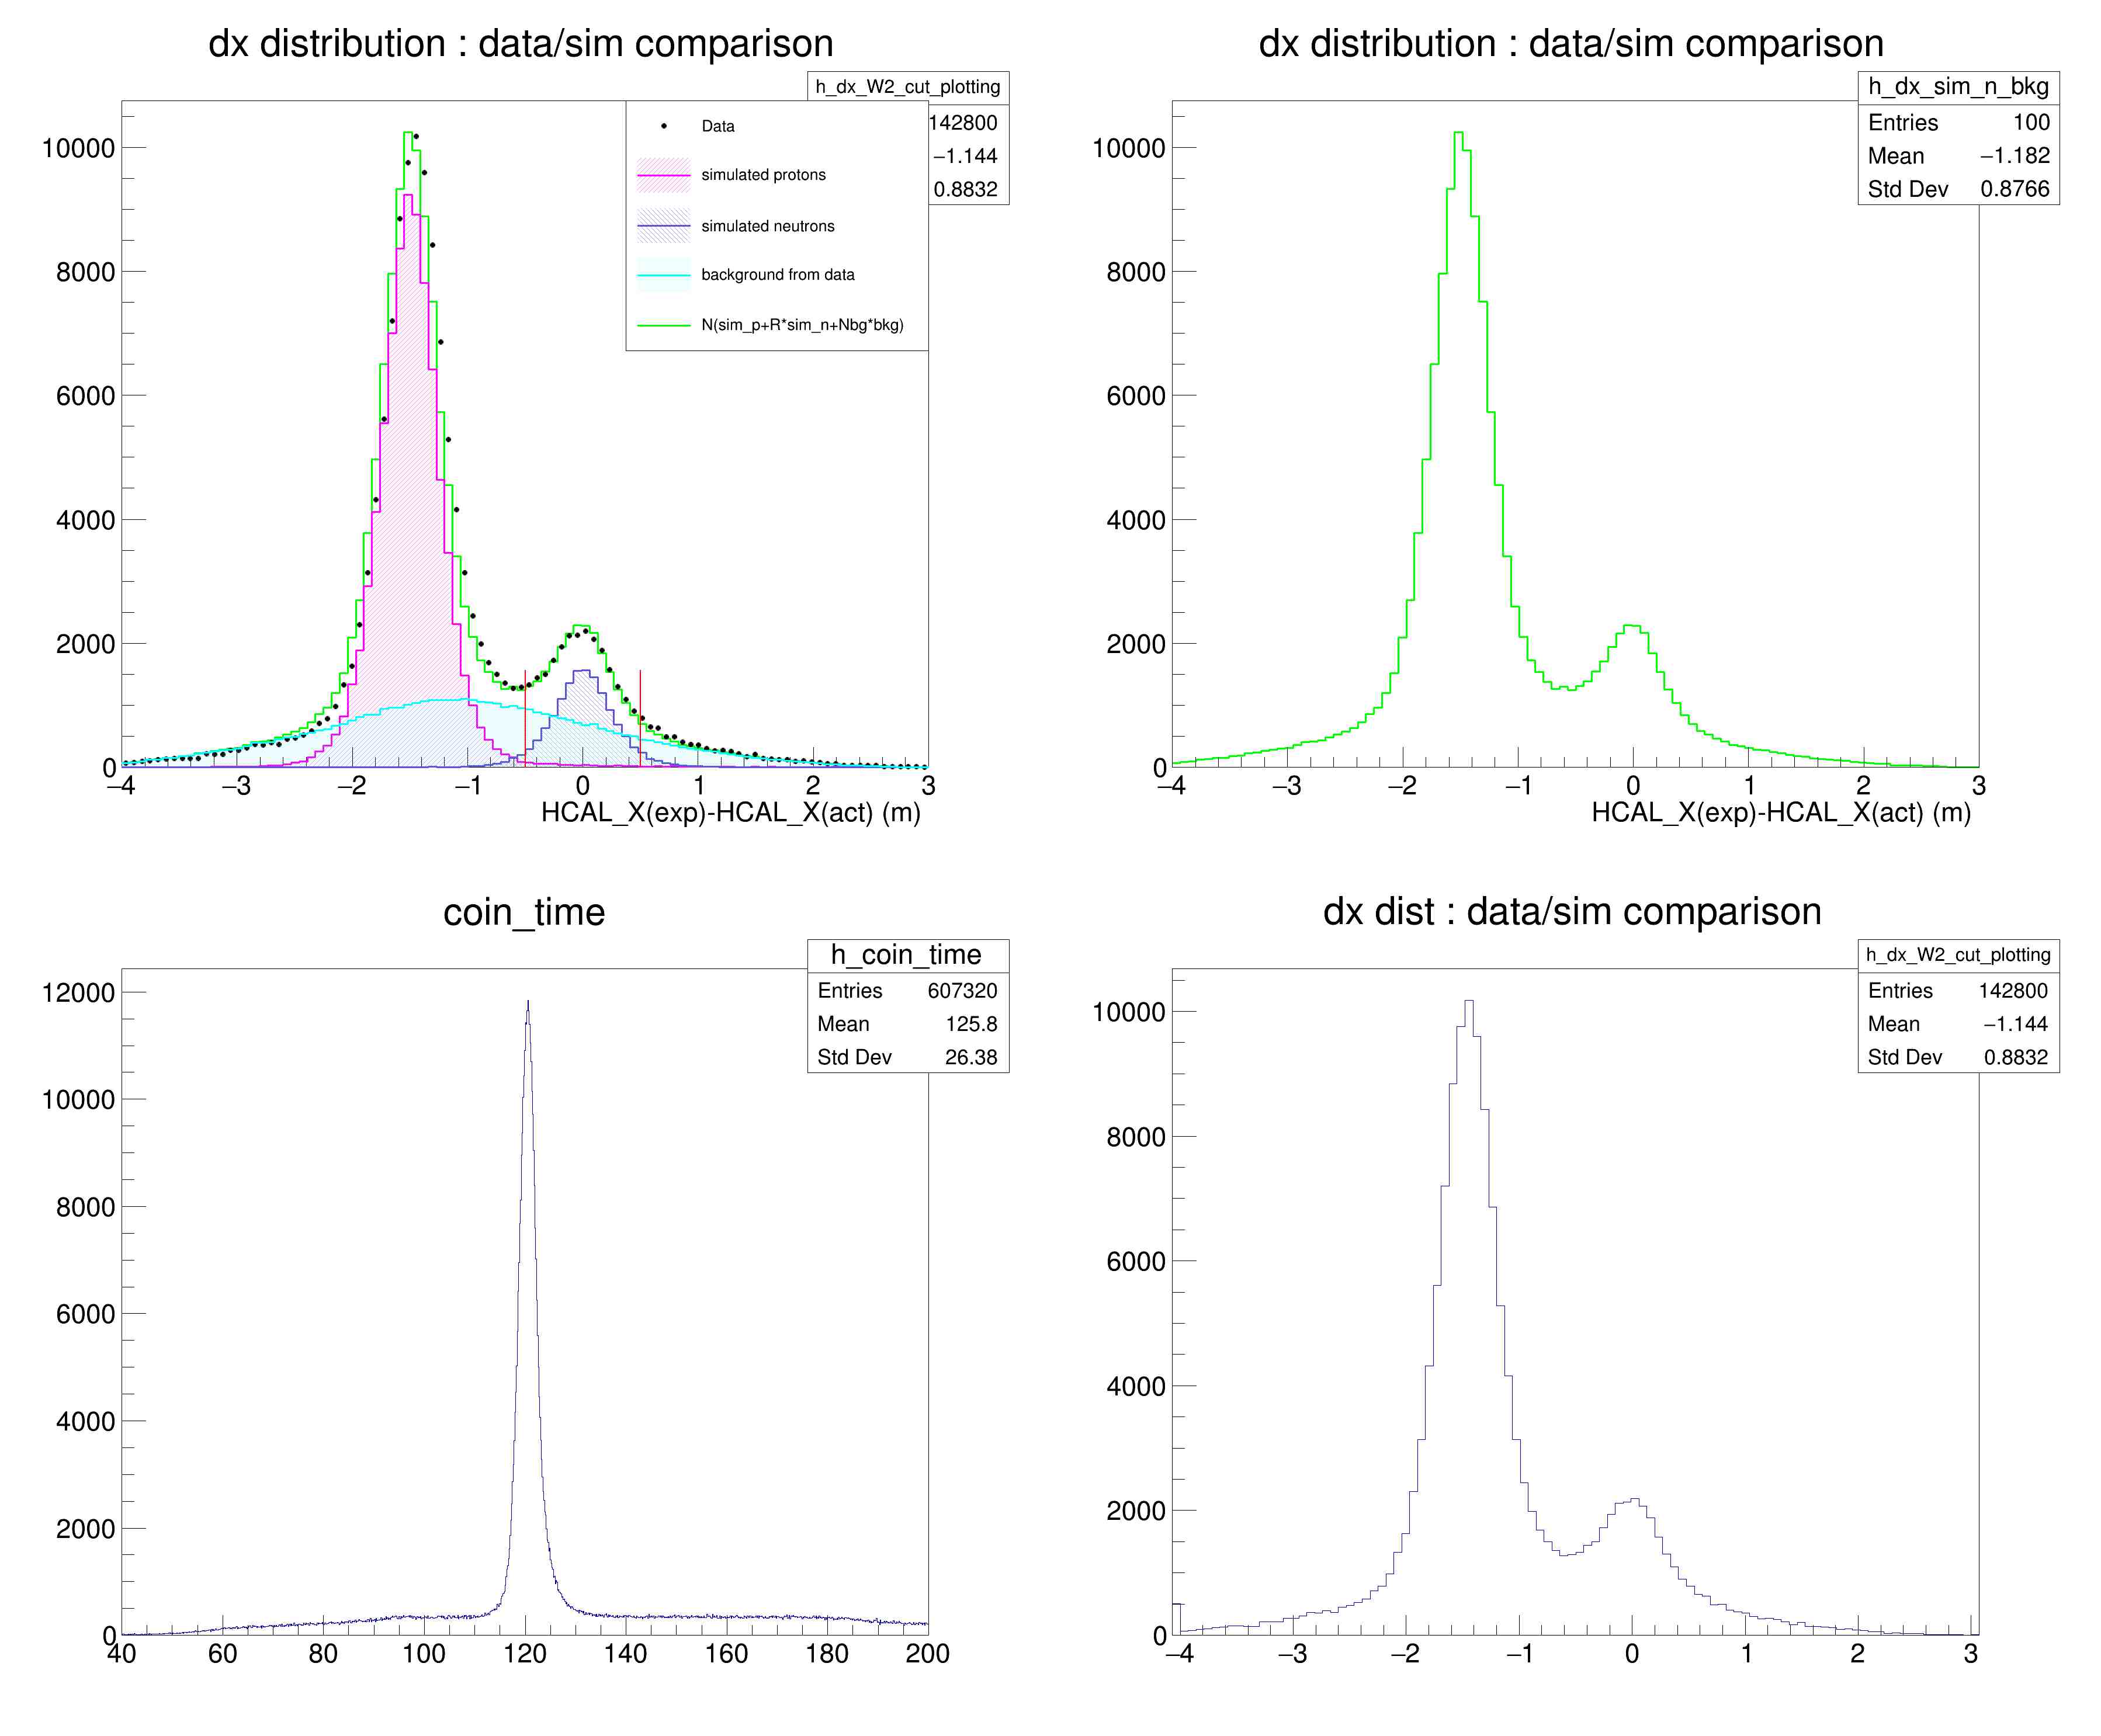 dx distribution : data/sim comparison
h_dx_W2_cut_plotting
142800
−1.144
0.8832
Data
simulated protons
simulated neutrons
background from data
N(sim_p+R*sim_n+Nbg*bkg)
10000
8000
6000
4000
2000
0
−4 −3 −2 −1 0 1 2 3
HCAL_X(exp)-HCAL_X(act) (m)
dx distribution : data/sim comparison
h_dx_sim_n_bkg
Entries 100
Mean −1.182
Std Dev 0.8766
10000
8000
6000
4000
2000
0
−4 −3 −2 −1 0 1 2 3
HCAL_X(exp)-HCAL_X(act) (m)
coin_time
h_coin_time
Entries 607320
Mean 125.8
Std Dev 26.38
12000
10000
8000
6000
4000
2000
0
40 60 80 100 120 140 160 180 200
dx dist : data/sim comparison
h_dx_W2_cut_plotting
Entries 142800
Mean −1.144
Std Dev 0.8832
10000
8000
6000
4000
2000
0
−4 −3 −2 −1 0 1 2 3